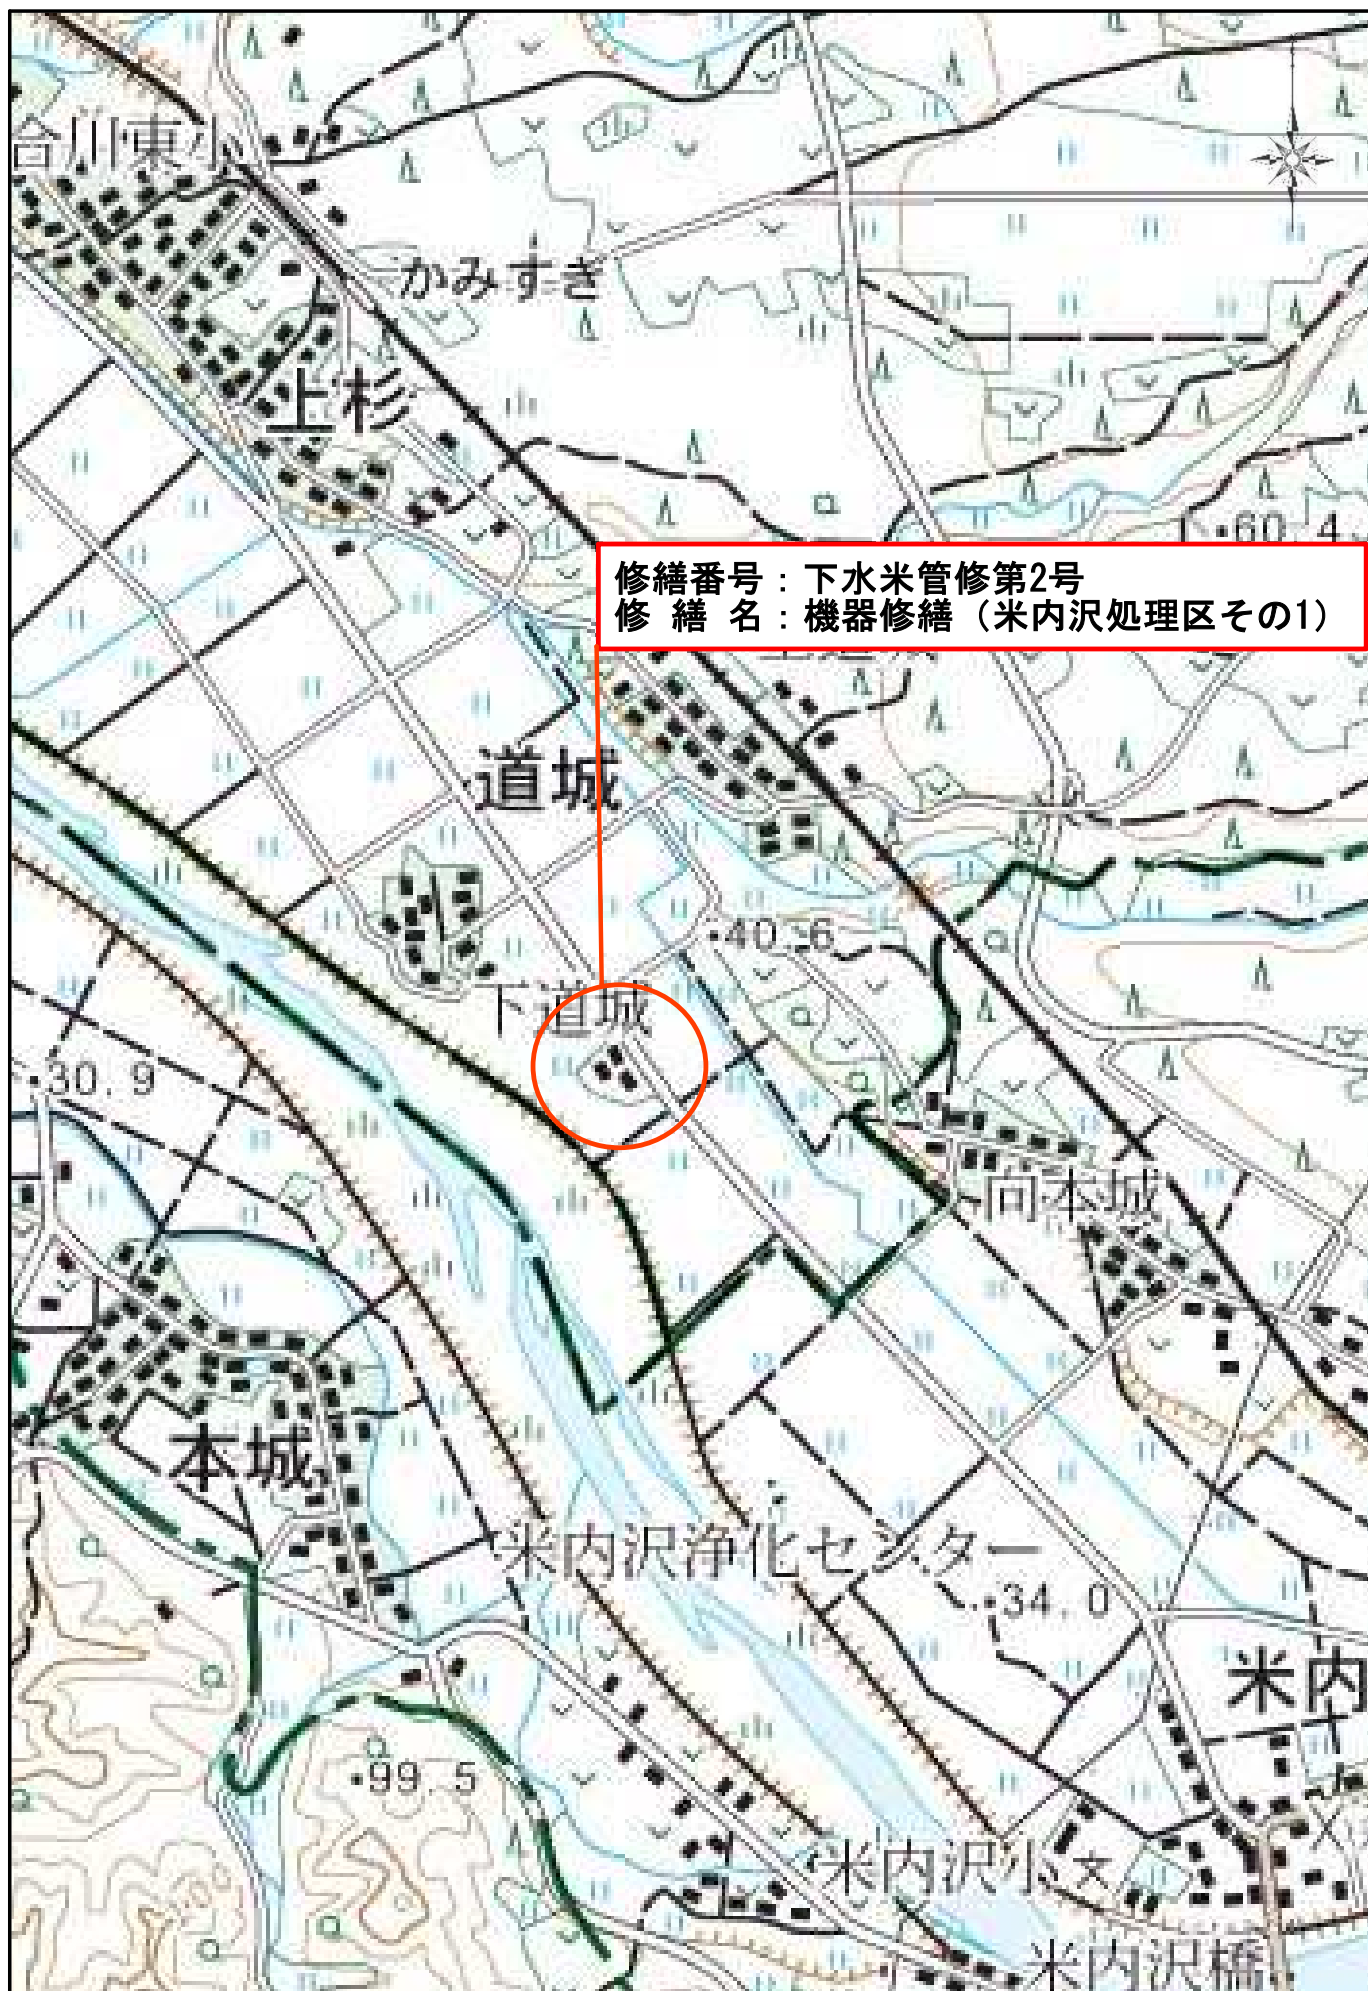 合川東小
かみすぎ
上杉
・60.4
修繕番号：下水米管修第2号
修 繕 名：機器修繕（米内沢処理区その1）
道城
・40.6
下道城
・30.9
向本城
本城
米内沢浄化センター
・34.0
米内
・99.5
米内沢小
米内沢橋